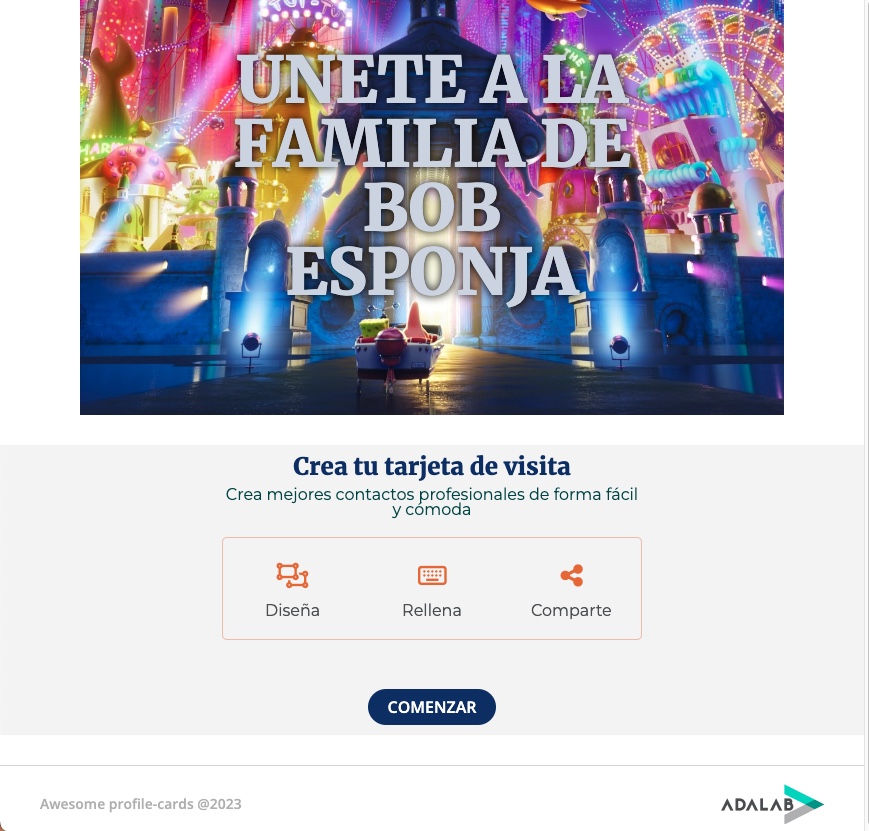 UNETE A LA
FAMILIA DE
BOB
ESPONJA
Crea tu tarjeta de visita
Crea mejores contactos profesionales de forma fácil
y cómoda
Diseña
Rellena
Comparte
COMENZAR
Awesome profile-cards @2023
ADALAB